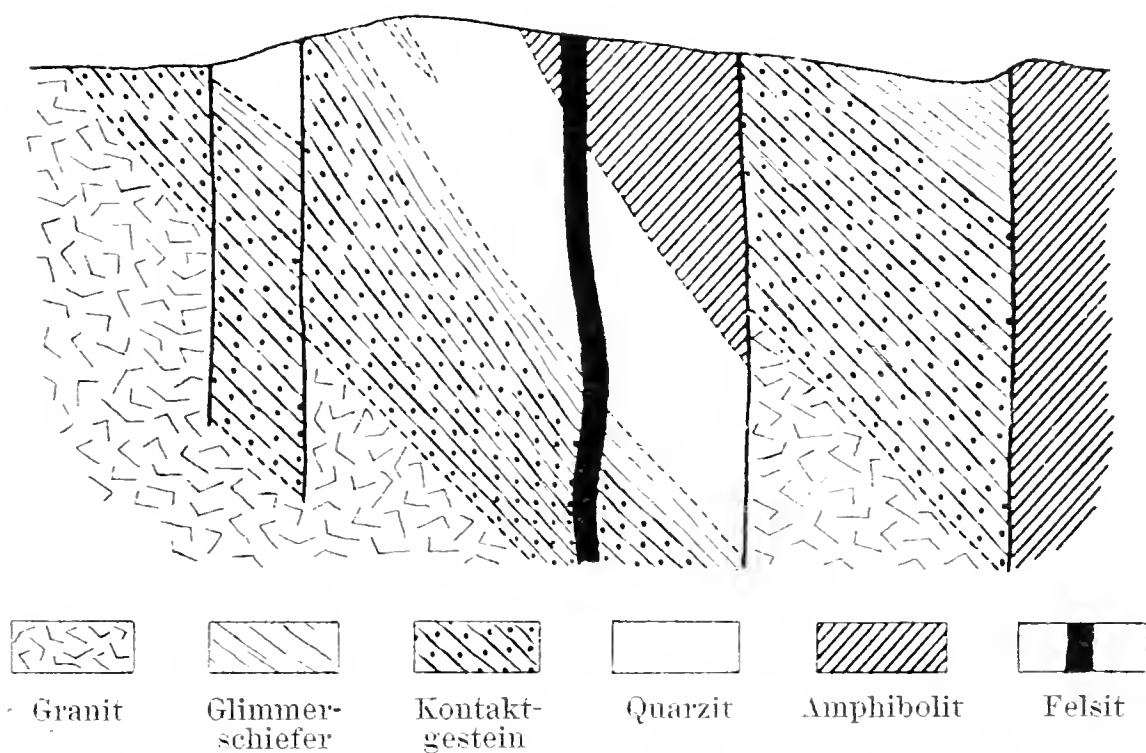 Granit
Glimmer-
schiefer
Kontakt-
gestein
Quarzit
Amphibolit
Felsit